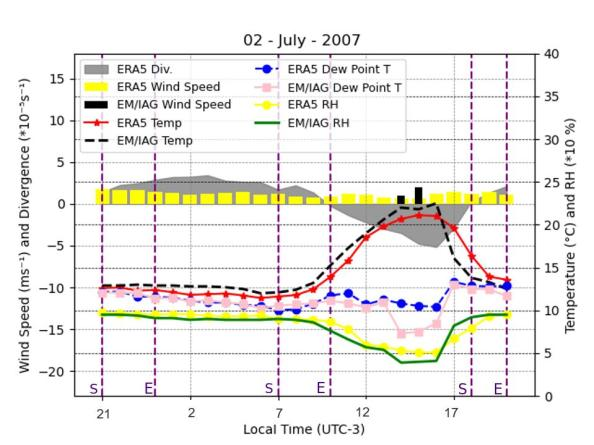 02 - July - 2007
ERA5 Div.
ERA5 Wind Speed
EM/IAG Wind Speed
ERA5 Temp
EM/IAG Temp
ERA5 Dew Point T
EM/IAG Dew Point T
ERA5 RH
EM/IAG RH
Wind Speed (ms⁻¹) and Divergence (*10⁻⁵s⁻¹)
15
10
5
0
−5
−10
−15
−20
40
35
30
25
20
15
10
5
0
Temperature (°C) and RH (*10 %)
S E S E S E
21 2 7 12 17
Local Time (UTC-3)